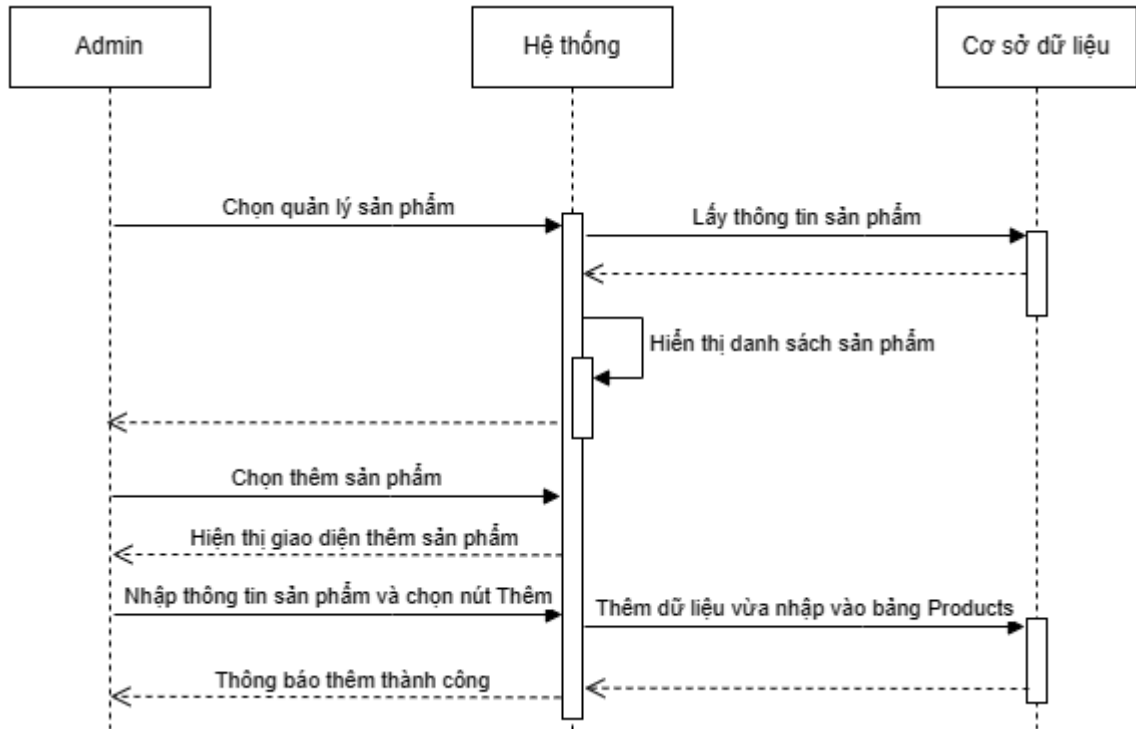 Admin
Hệ thống
Cơ sở dữ liệu
Chọn quản lý sản phẩm
Lấy thông tin sản phẩm
Hiển thị danh sách sản phẩm
Chọn thêm sản phẩm
Hiện thị giao diện thêm sản phẩm
Nhập thông tin sản phẩm và chọn nút Thêm
Thêm dữ liệu vừa nhập vào bảng Products
Thông báo thêm thành công